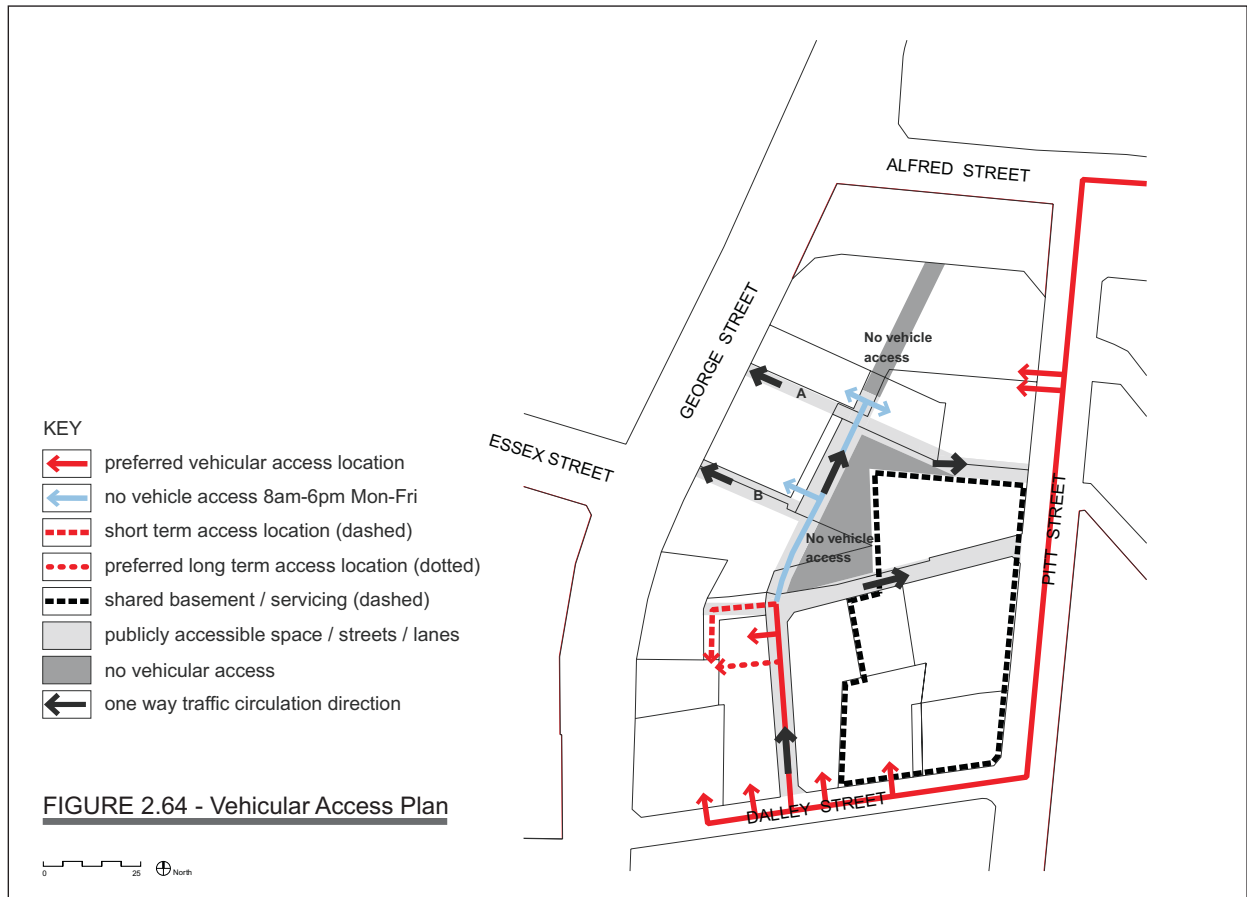 ALFRED STREET
GEORGE STREET
No vehicle
access
A
ESSEX STREET
B
No vehicle
access
PITT STREET
DALLEY STREET
KEY
preferred vehicular access location
no vehicle access 8am-6pm Mon-Fri
short term access location (dashed)
preferred long term access location (dotted)
shared basement / servicing (dashed)
publicly accessible space / streets / lanes
no vehicular access
one way traffic circulation direction
FIGURE 2.64 - Vehicular Access Plan
0 25 North